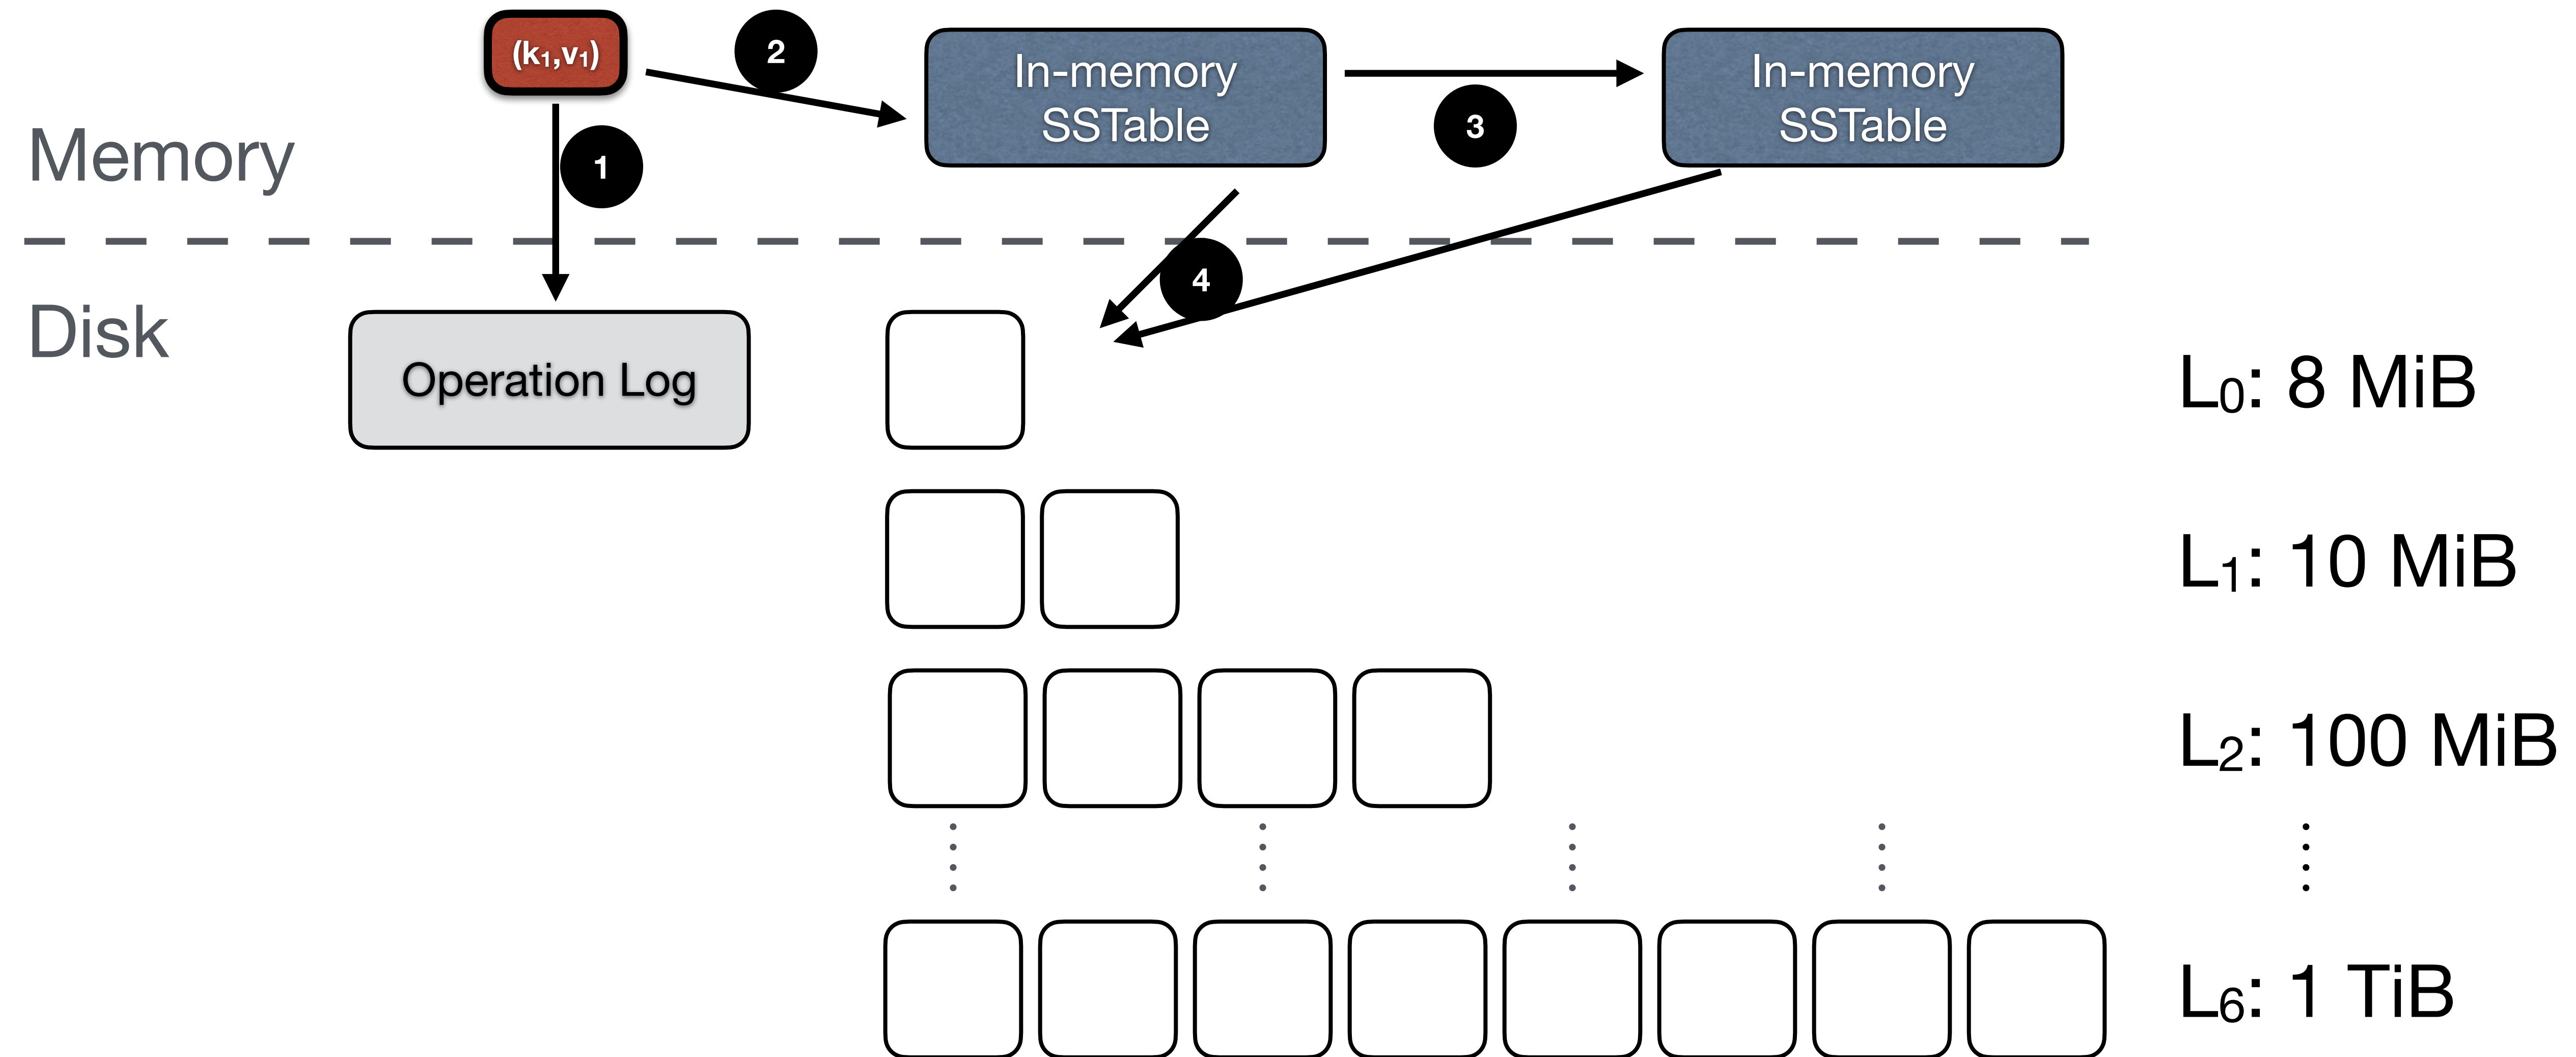 (k₁,v₁)
2
In-memory
SSTable
In-memory
SSTable
3
Memory
1
4
Disk
Operation Log
L₀: 8 MiB
L₁: 10 MiB
L₂: 100 MiB
L₆: 1 TiB